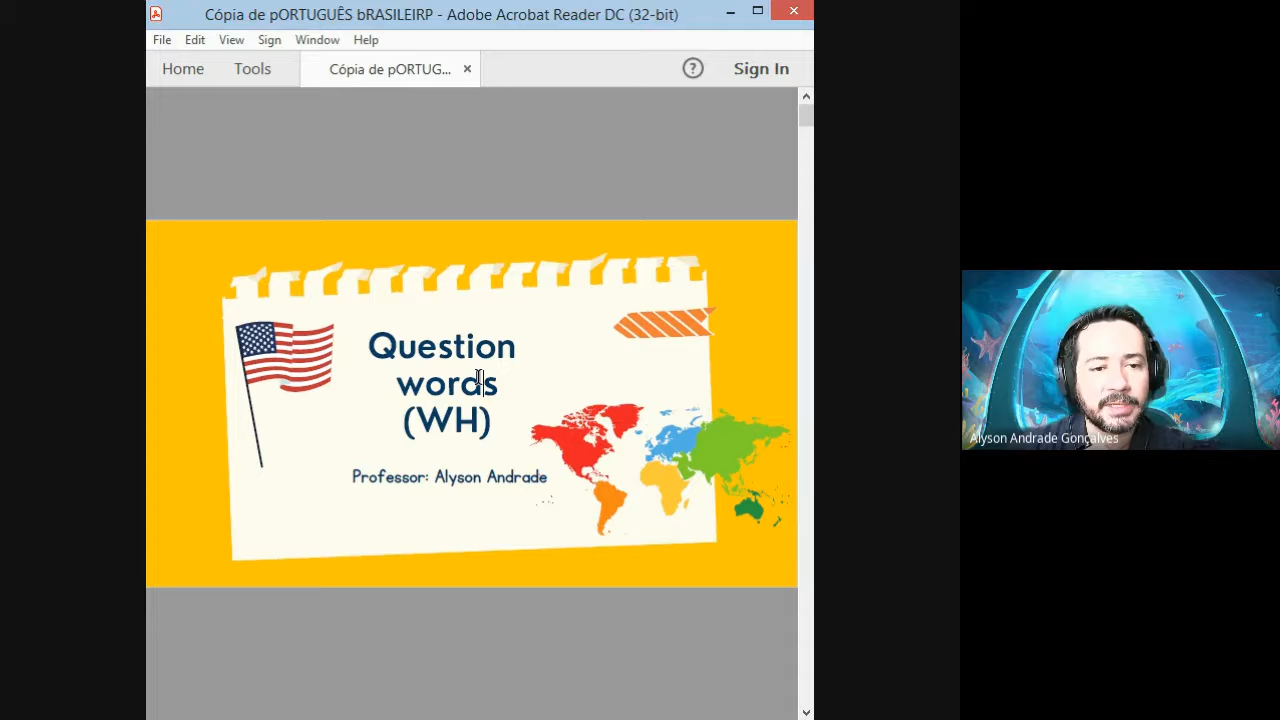 Cópia de pORTUGUÊS bRASILEIRP - Adobe Acrobat Reader DC (32-bit)
File Edit View Sign Window Help
Home Tools Cópia de pORTUG... Sign In
Question
words
(WH)
Professor: Alyson Andrade
Alyson Andrade Gonçalves